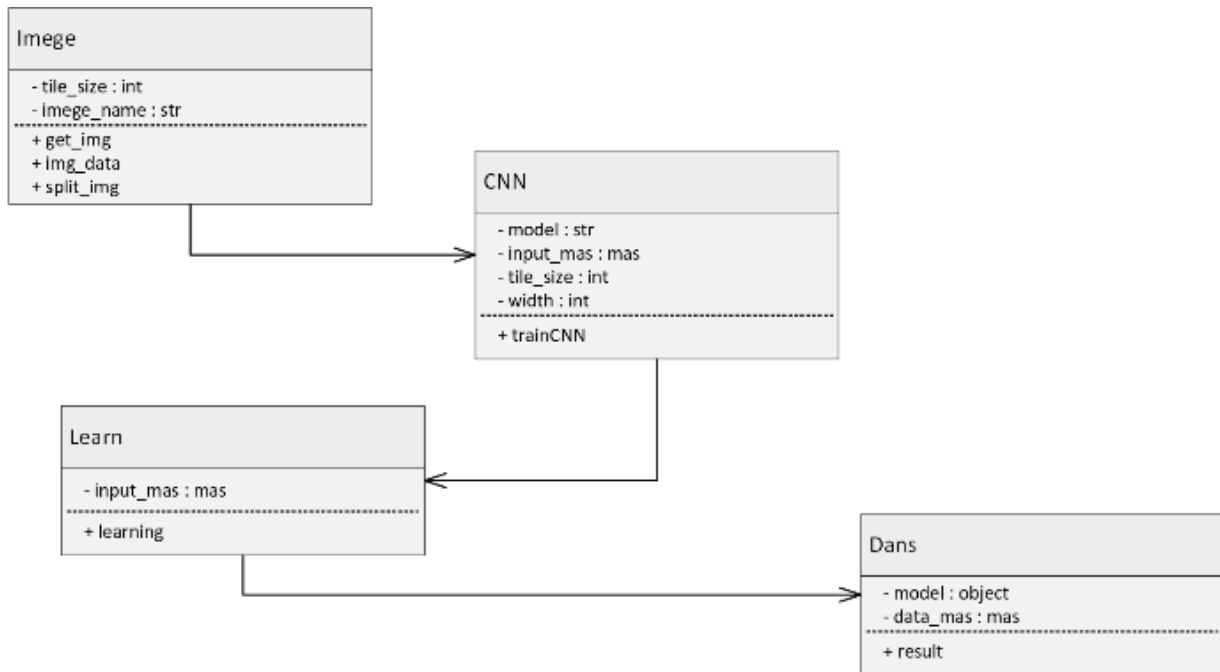 Imege
- tile_size : int
- imege_name : str
+ get_img
+ img_data
+ split_img
CNN
- model : str
- input_mas : mas
- tile_size : int
- width : int
+ trainCNN
Learn
- input_mas : mas
+ learning
Dans
- model : object
- data_mas : mas
+ result